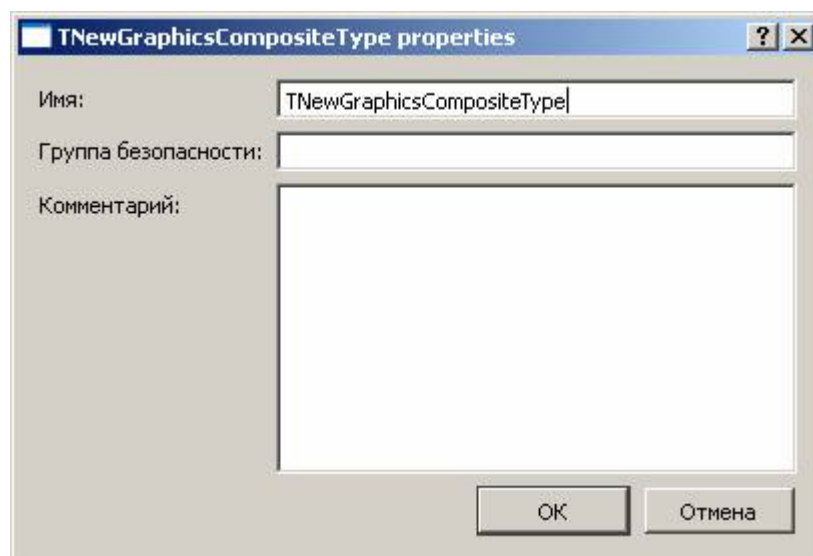 TNewGraphicsCompositeType properties
Имя: TNewGraphicsCompositeType
Группа безопасности:
Комментарий:
OK Отмена